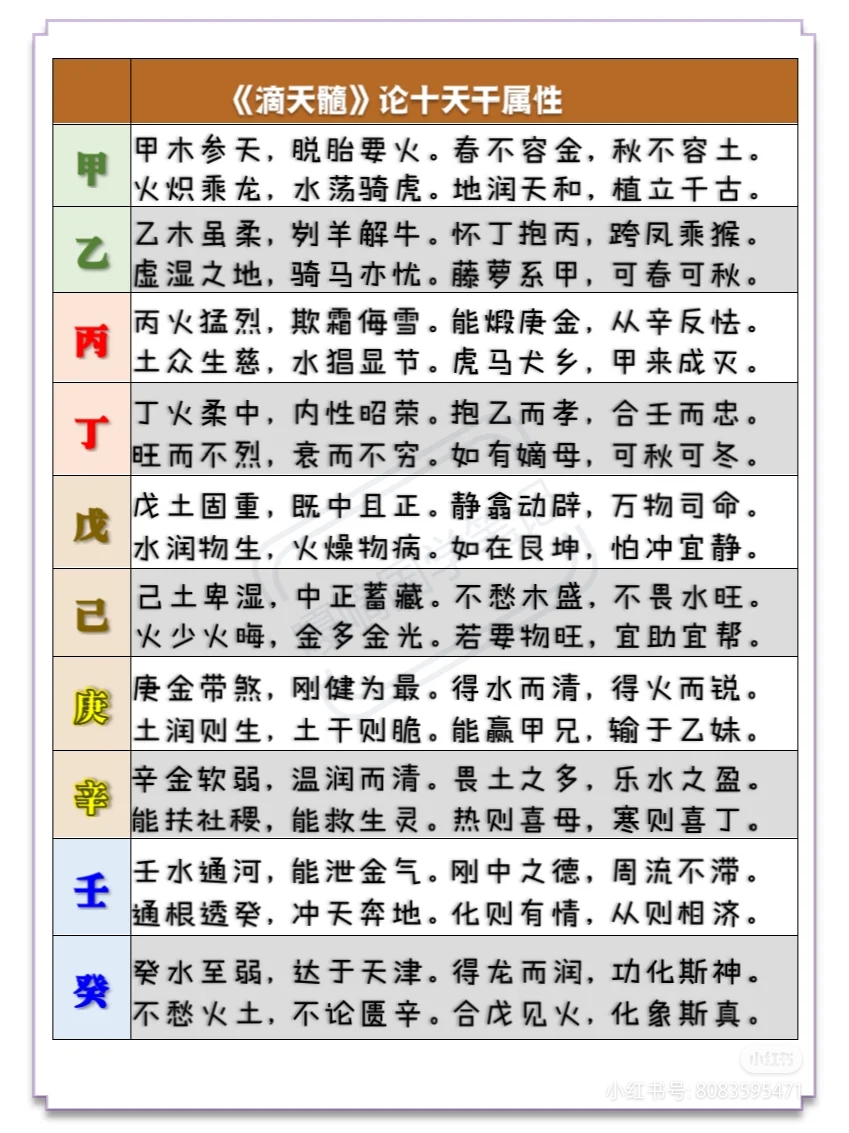 《滴天髓》论十天干属性
甲
甲木参天，脱胎要火。春不容金，秋不容土。
火炽乘龙，水荡骑虎。地润天和，植立千古。
乙
乙木虽柔，刿羊解牛。怀丁抱丙，跨凤乘猴。
虚湿之地，骑马亦忧。藤萝系甲，可春可秋。
丙
丙火猛烈，欺霜侮雪。能煅庚金，从辛反怯。
土众生慈，水猖显节。虎马犬乡，甲来成灭。
丁
丁火柔中，内性昭荣。抱乙而孝，合壬而忠。
旺而不烈，衰而不穷。如有嫡母，可秋可冬。
戊
戊土固重，既中且正。静翕动辟，万物司命。
水润物生，火燥物病。如在艮坤，怕冲宜静。
己
己土卑湿，中正蓄藏。不愁木盛，不畏水旺。
火少火晦，金多金光。若要物旺，宜助宜帮。
庚
庚金带煞，刚健为最。得水而清，得火而锐。
土润则生，土干则脆。能赢甲兄，输于乙妹。
辛
辛金软弱，温润而清。畏土之多，乐水之盈。
能扶社稷，能救生灵。热则喜母，寒则喜丁。
壬
壬水通河，能泄金气。刚中之德，周流不滞。
通根透癸，冲天奔地。化则有情，从则相济。
癸
癸水至弱，达于天津。得龙而润，功化斯神。
不愁火土，不论匮辛。合戊见火，化象斯真。
小红书
小红书号: 8083595471